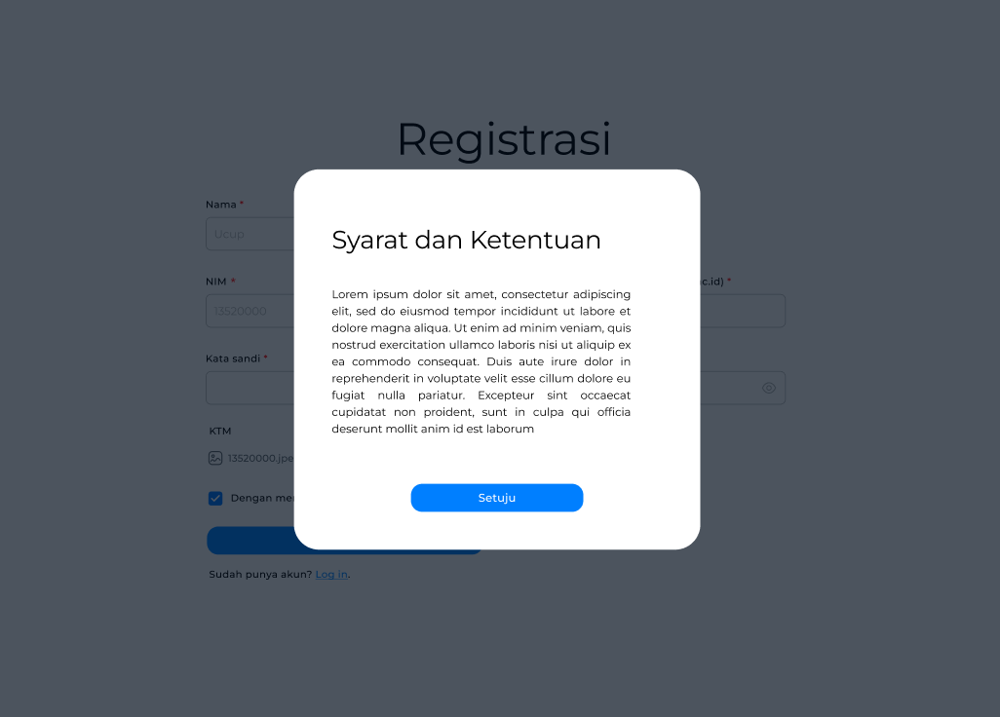 Registrasi
Nama *
Ucup
NIM *
c.id) *
13520000
Kata sandi *
KTM
13520000.jpe
Dengan me
Sudah punya akun? Log in.
Syarat dan Ketentuan
Lorem ipsum dolor sit amet, consectetur adipiscing
elit, sed do eiusmod tempor incididunt ut labore et
dolore magna aliqua. Ut enim ad minim veniam, quis
nostrud exercitation ullamco laboris nisi ut aliquip ex
ea commodo consequat. Duis aute irure dolor in
reprehenderit in voluptate velit esse cillum dolore eu
fugiat nulla pariatur. Excepteur sint occaecat
cupidatat non proident, sunt in culpa qui officia
deserunt mollit anim id est laborum
Setuju